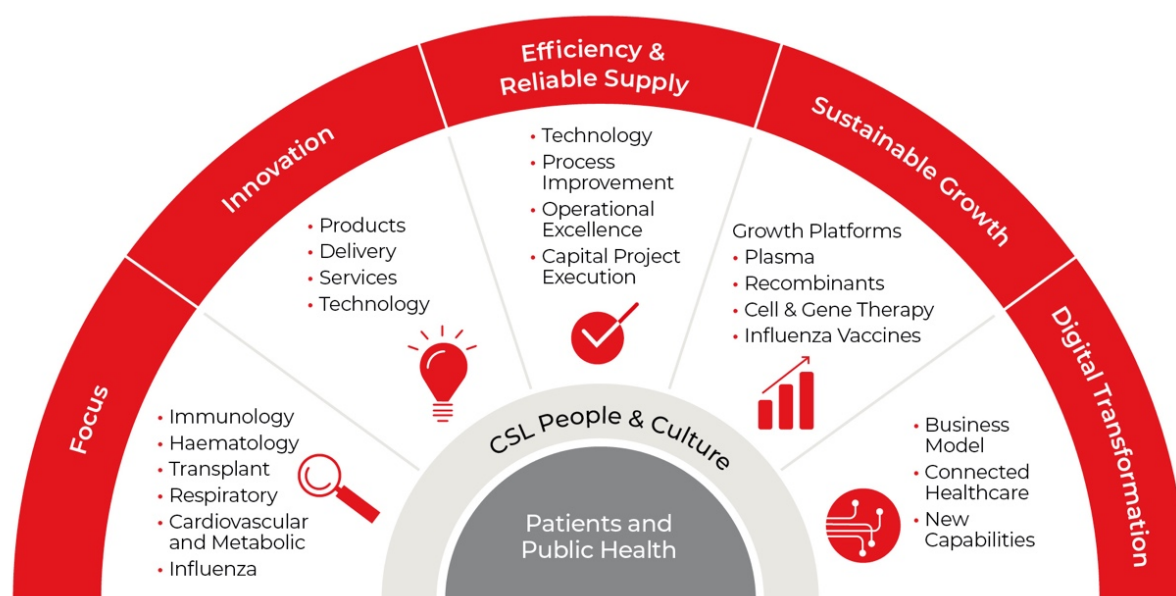 Focus
• Immunology
• Haematology
• Transplant
• Respiratory
• Cardiovascular
and Metabolic
• Influenza
Innovation
• Products
• Delivery
• Services
• Technology
Efficiency &
Reliable Supply
• Technology
• Process
Improvement
• Operational
Excellence
• Capital Project
Execution
Sustainable Growth
Growth Platforms
• Plasma
• Recombinants
• Cell & Gene Therapy
• Influenza Vaccines
Digital Transformation
• Business
Model
• Connected
Healthcare
• New
Capabilities
CSL People & Culture
Patients and
Public Health